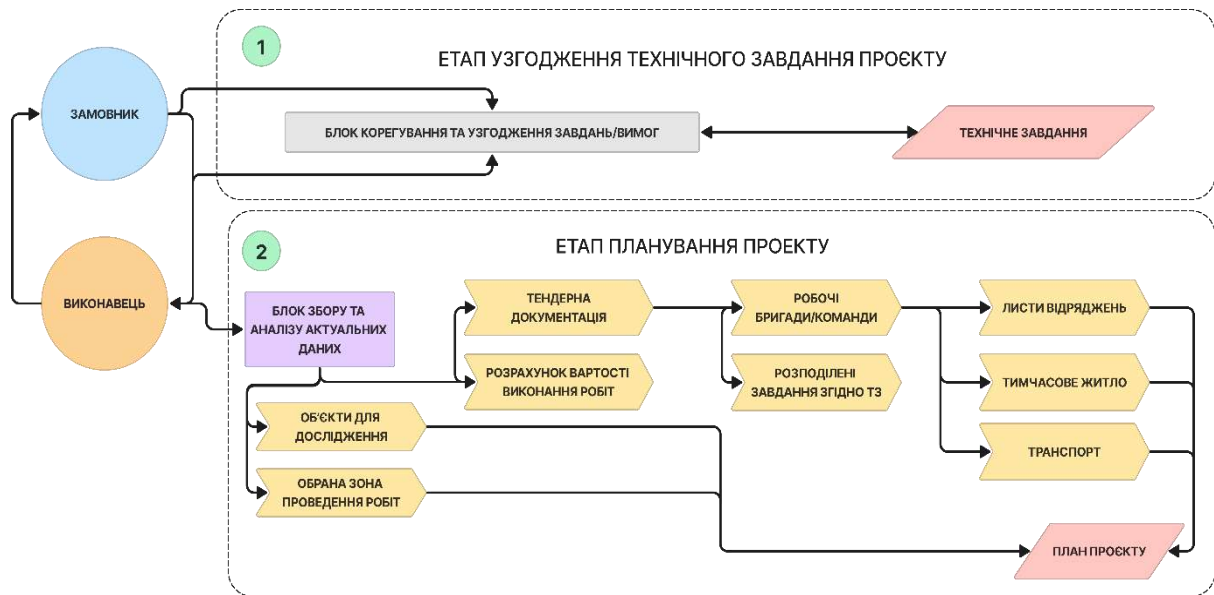 1
ЕТАП УЗГОДЖЕННЯ ТЕХНІЧНОГО ЗАВДАННЯ ПРОЄКТУ
ЗАМОВНИК
БЛОК КОРЕГУВАННЯ ТА УЗГОДЖЕННЯ ЗАВДАНЬ/ВИМОГ
ТЕХНІЧНЕ ЗАВДАННЯ
2
ЕТАП ПЛАНУВАННЯ ПРОЕКТУ
ВИКОНАВЕЦЬ
БЛОК ЗБОРУ ТА
АНАЛІЗУ АКТУАЛЬНИХ
ДАНИХ
ТЕНДЕРНА
ДОКУМЕНТАЦІЯ
РОБОЧІ
БРИГАДИ/КОМАНДИ
ЛИСТИ ВІДРЯДЖЕНЬ
РОЗРАХУНОК ВАРТОСТІ
ВИКОНАННЯ РОБІТ
РОЗПОДІЛЕНІ
ЗАВДАННЯ ЗГІДНО ТЗ
ТИМЧАСОВЕ ЖИТЛО
ОБ'ЄКТИ ДЛЯ
ДОСЛІДЖЕННЯ
ТРАНСПОРТ
ОБРАНА ЗОНА
ПРОВЕДЕННЯ РОБІТ
ПЛАН ПРОЄКТУ